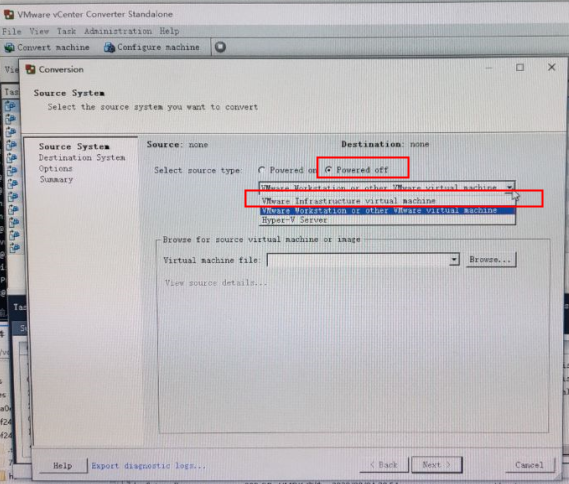 VMware vCenter Converter Standalone
File View Task Administration Help
Convert machine Configure machine
Conversion
Source System
Select the source system you want to convert
Source System
Destination System
Options
Summary
Source: none Destination: none
Select source type: Powered on Powered off
VMware Workstation or other VMware virtual machine
VMware Infrastructure virtual machine
VMware Workstation or other VMware virtual machine
Hyper-V Server
Browse for source virtual machine or image
Virtual machine file: Browse...
View source details...
Help Export diagnostic logs... < Back Next > Cancel